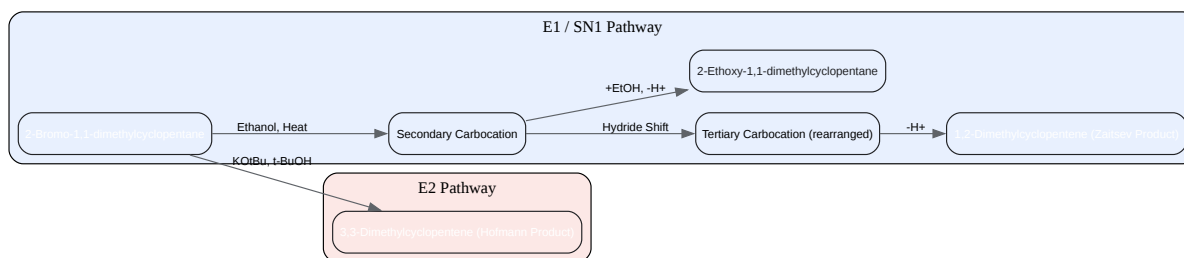 E1 / SN1 Pathway
2-Ethoxy-1,1-dimethylcyclopentane
+EtOH, -H+
2-Bromo-1,1-dimethylcyclopentane
Ethanol, Heat
Secondary Carbocation
Hydride Shift
Tertiary Carbocation (rearranged)
-H+
1,2-Dimethylcyclopentene (Zaitsev Product)
KOtBu, t-BuOH
E2 Pathway
3,3-Dimethylcyclopentene (Hofmann Product)